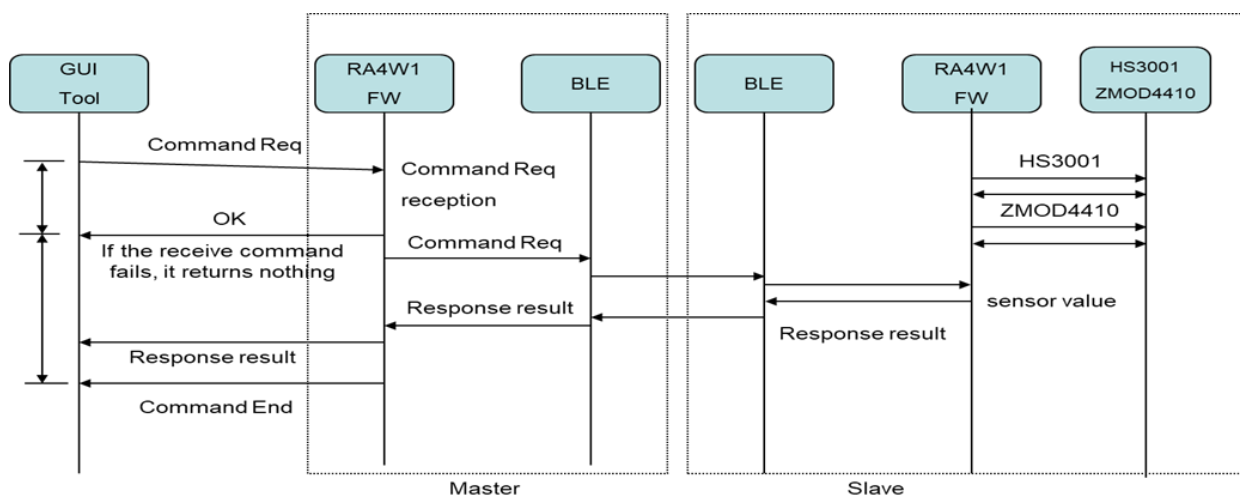 GUI
Tool
RA4W1
FW
BLE
BLE
RA4W1
FW
HS3001
ZMOD4410
Command Req
Command Req
reception
HS3001
OK
ZMOD4410
If the receive command
fails, it returns nothing
Command Req
Response result
sensor value
Response result
Response result
Command End
Master
Slave